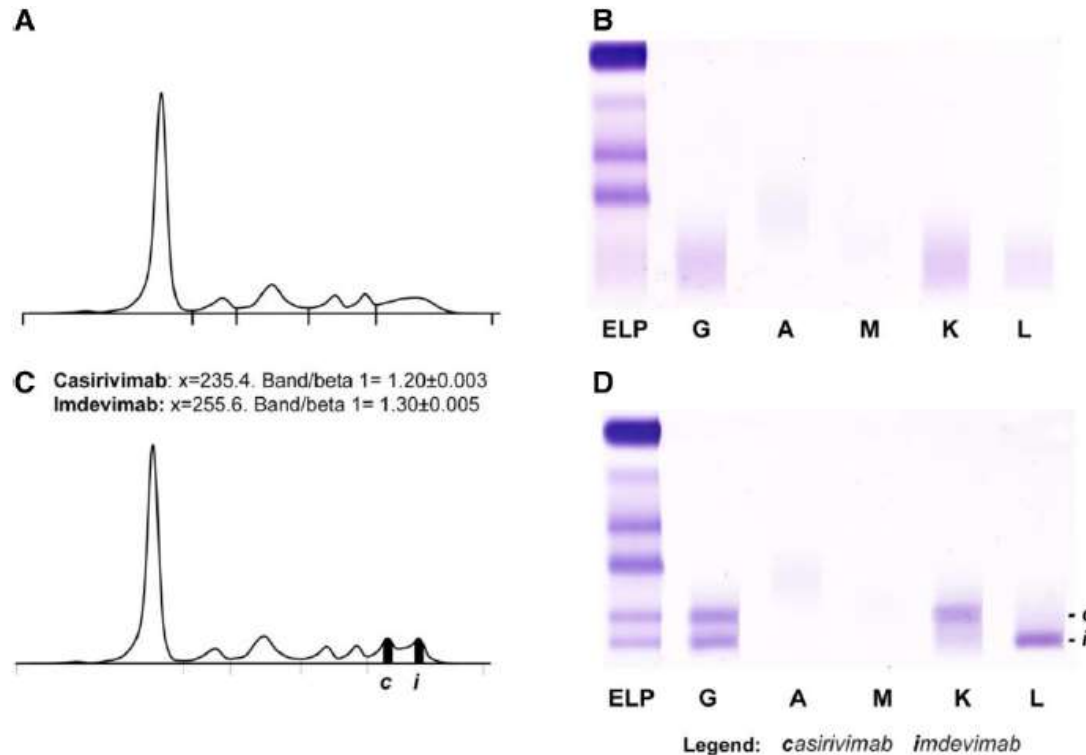 A
B
ELP G A M K L
C
Casirivimab: x=235.4. Band/beta 1= 1.20±0.003
Imdevimab: x=255.6. Band/beta 1= 1.30±0.005
c i
D
- i
ELP G A M K L
Legend: casirivimab imdevimab